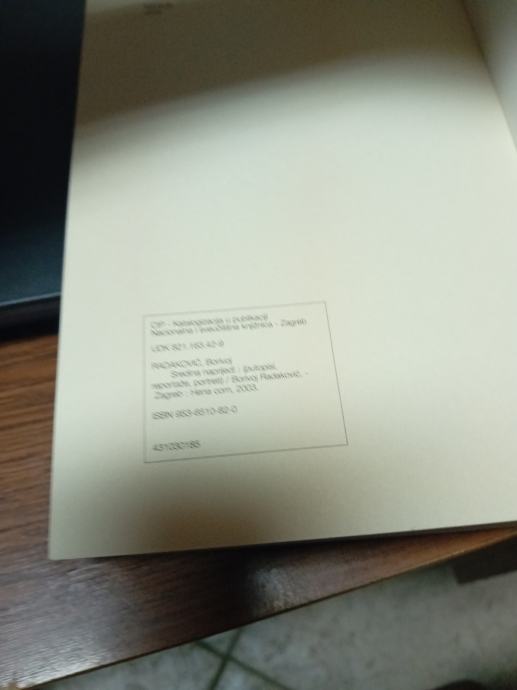 CIP - Katalogizacija u publikaciji
Nacionalna i sveučilišna knjižnica - Zagreb
UDK 821.163.42-9
RADAKOVIĆ, Borivoj
Sredina naprijed : (putopisi,
reportaže, portreti) / Borivoj Radaković. -
Zagreb : Hena com, 2003.
ISBN 953-6510-82-0
431030185